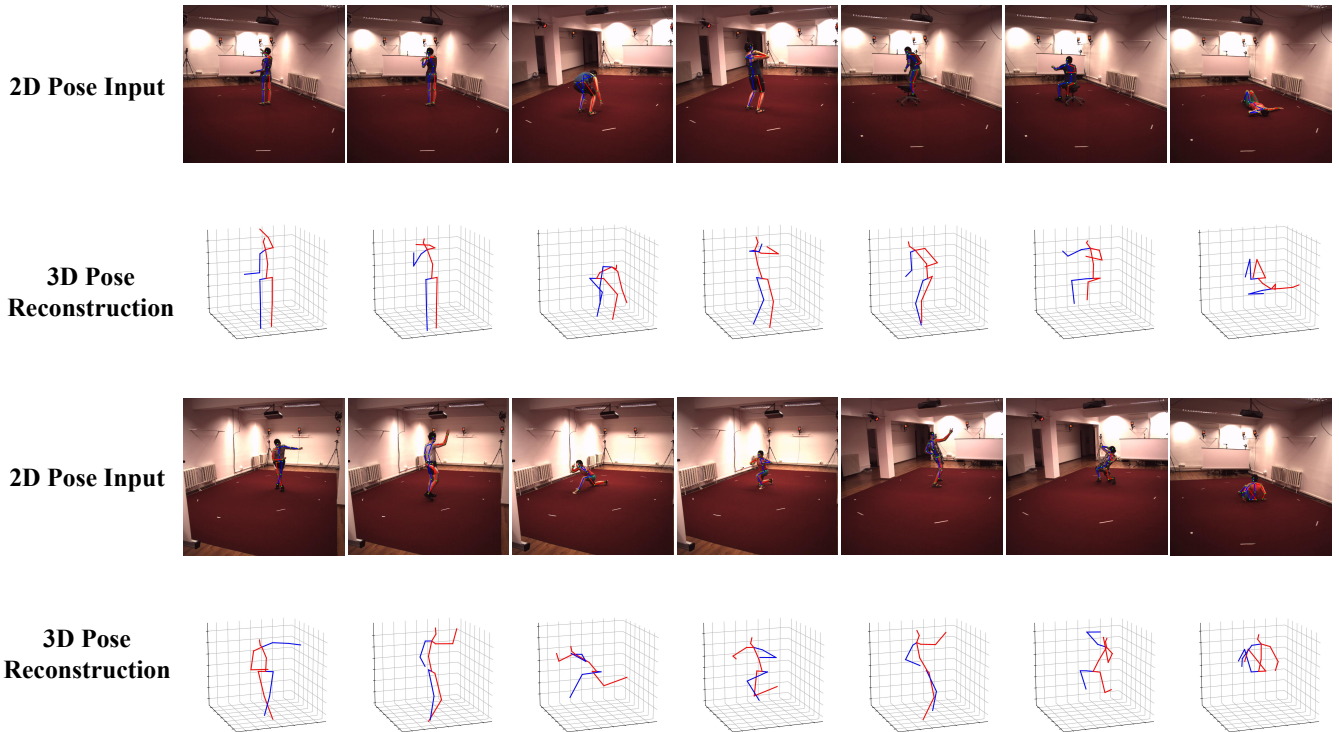 2D Pose Input
3D Pose
Reconstruction
2D Pose Input
3D Pose
Reconstruction